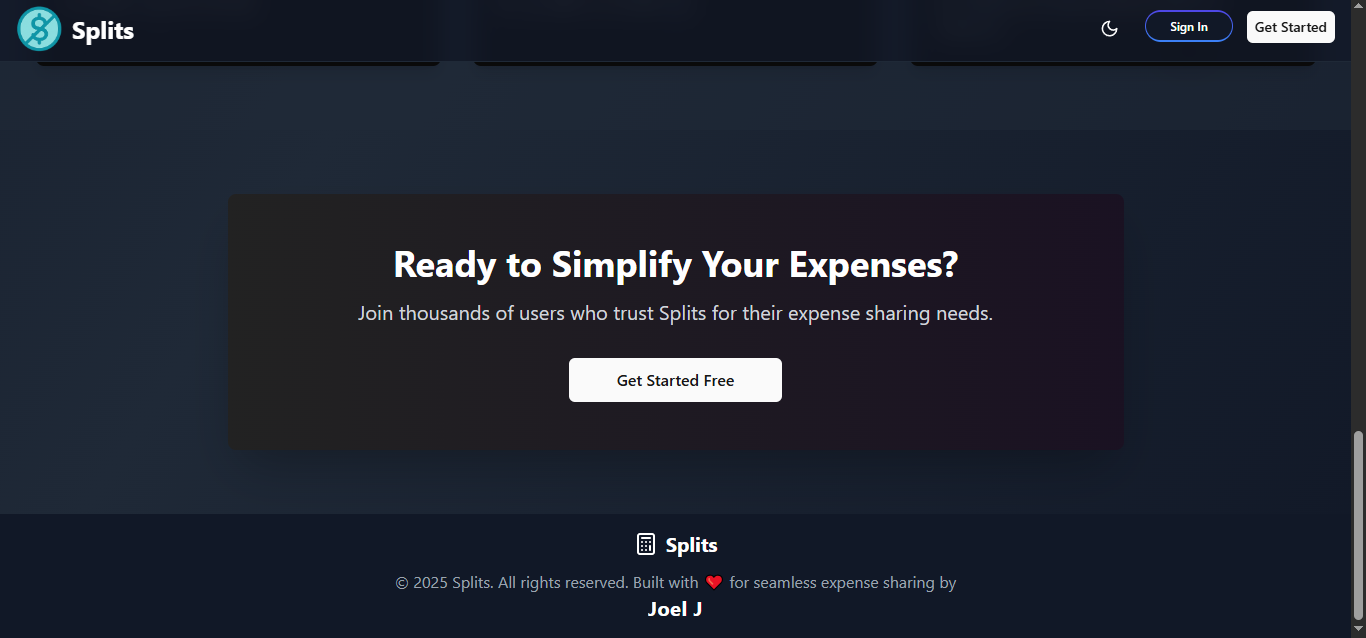 Splits
Sign In
Get Started
Ready to Simplify Your Expenses?
Join thousands of users who trust Splits for their expense sharing needs.
Get Started Free
Splits
© 2025 Splits. All rights reserved. Built with ❤️ for seamless expense sharing by
Joel J